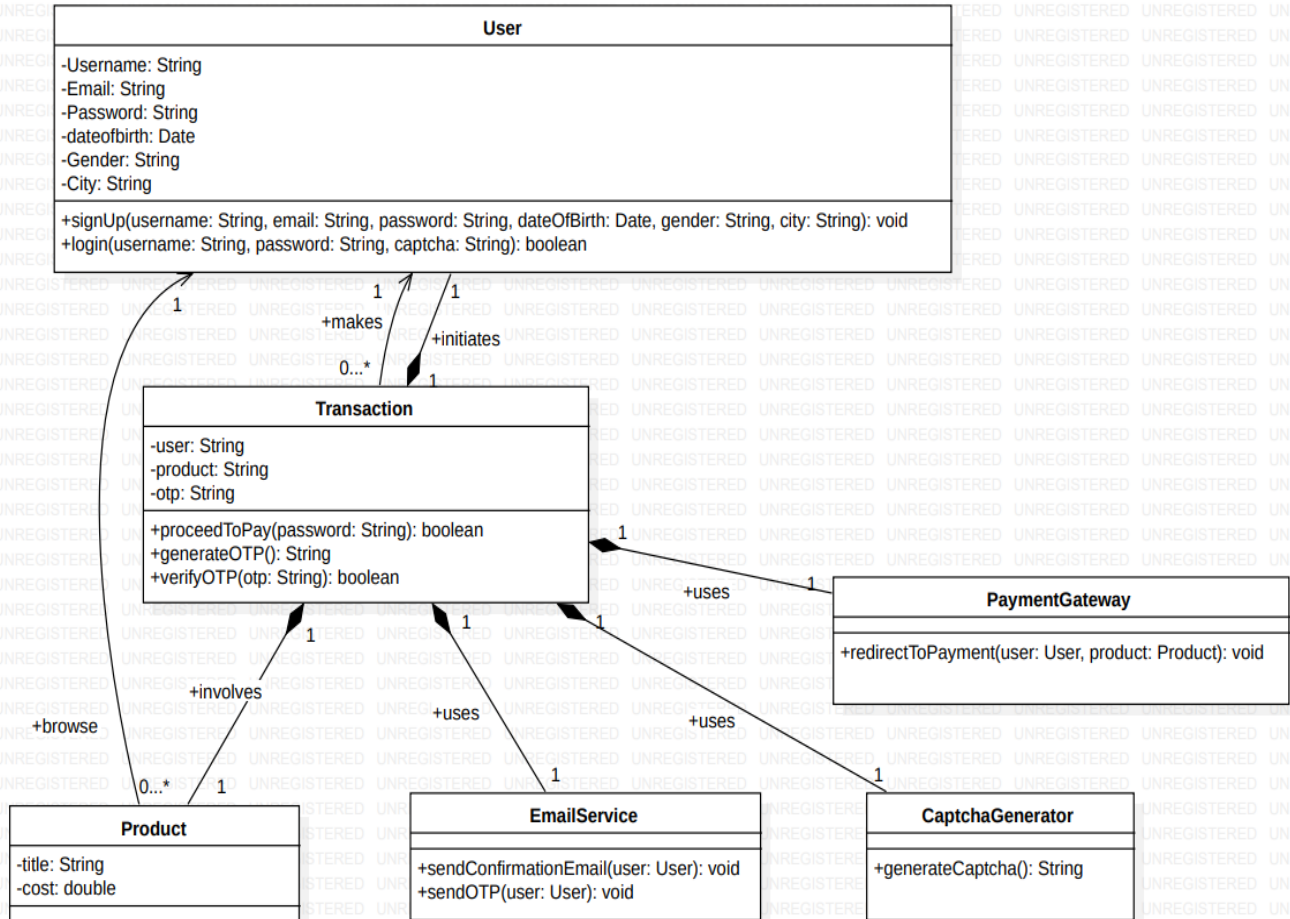 User
-Username: String
-Email: String
-Password: String
-dateofbirth: Date
-Gender: String
-City: String
+signUp(username: String, email: String, password: String, dateOfBirth: Date, gender: String, city: String): void
+login(username: String, password: String, captcha: String): boolean
1
1
1
+makes
+initiates
0...*
1
Transaction
-user: String
-product: String
-otp: String
+proceedToPay(password: String): boolean
+generateOTP(): String
+verifyOTP(otp: String): boolean
1
+uses
1
PaymentGateway
+redirectToPayment(user: User, product: Product): void
1
1
1
+involves
+uses
+uses
+browse
0...*
1
1
1
Product
-title: String
-cost: double
EmailService
+sendConfirmationEmail(user: User): void
+sendOTP(user: User): void
CaptchaGenerator
+generateCaptcha(): String
UNREGISTERED